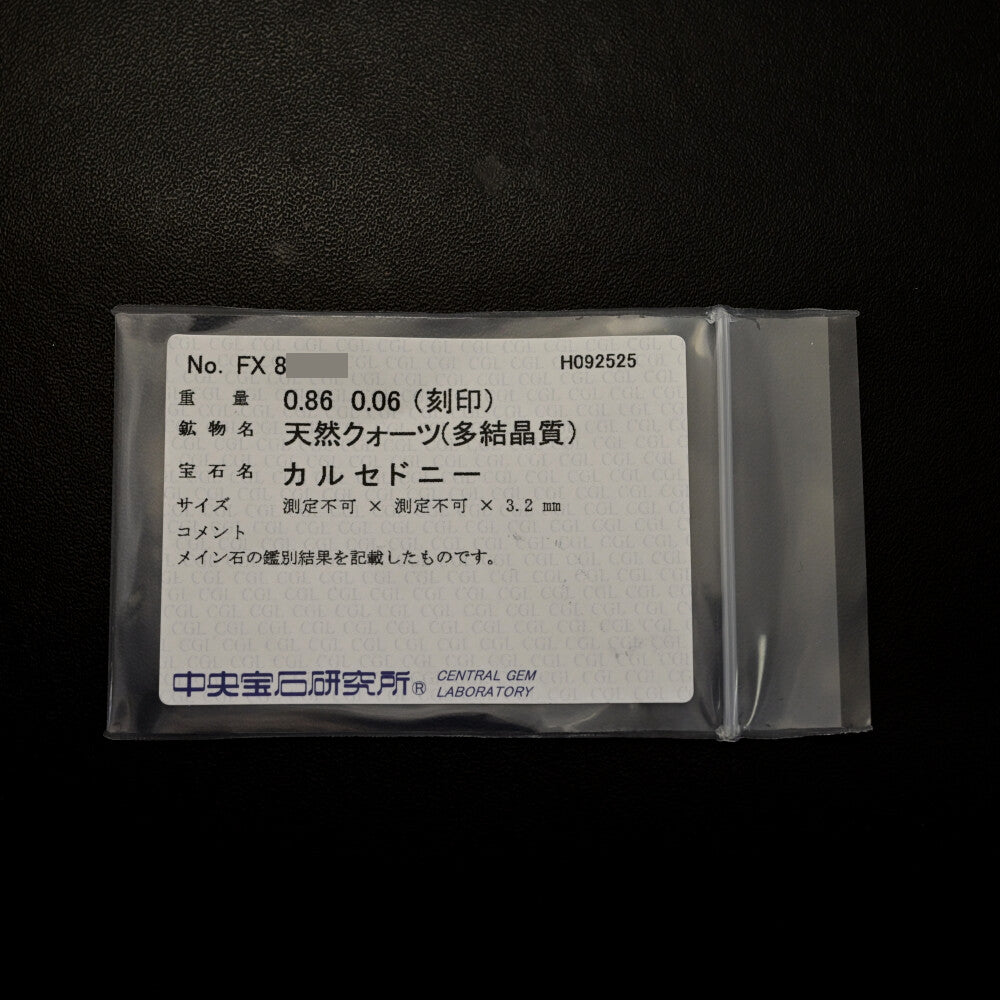 No. FX 8
H092525
重 量 0.86 0.06 (刻印)
鉱物名 天然クォーツ(多結晶質)
宝石名 カルセドニー
サイズ 測定不可 × 測定不可 × 3.2 mm
コメント
メイン石の鑑別結果を記載したものです。
中央宝石研究所® CENTRAL GEM
LABORATORY